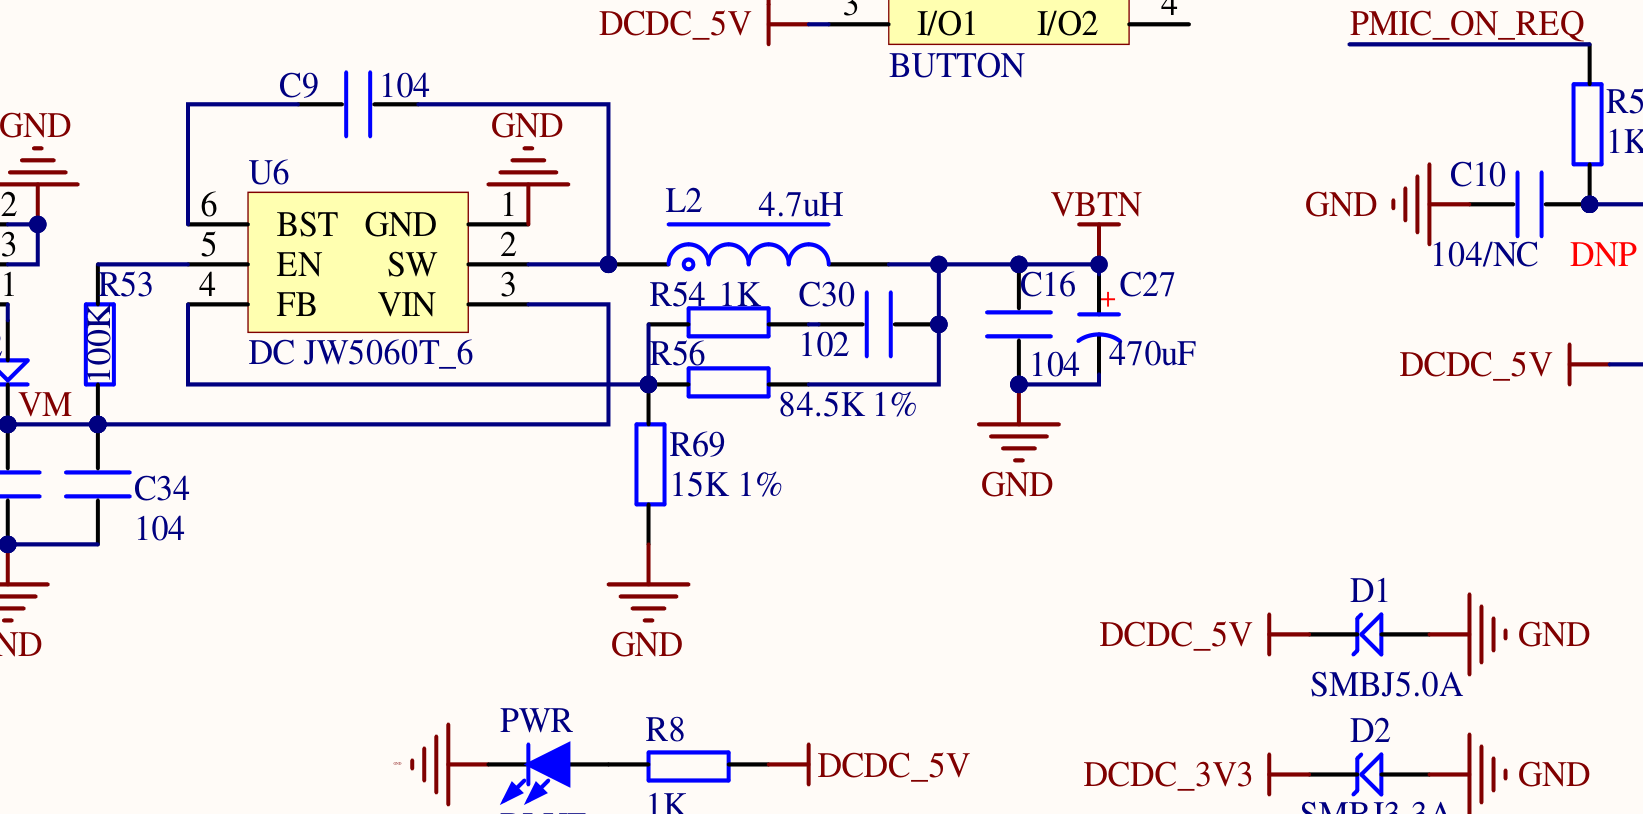 DCDC_5V
3
I/O1
I/O2
4
BUTTON
PMIC_ON_REQ
R5
1K
C9
104
GND
GND
U6
2
3
1
6
5
4
BST
GND
EN
SW
FB
VIN
1
2
3
DC JW5060T_6
R53
100K
VM
L2
4.7uH
VBTN
R54
1K
C30
102
R56
84.5K 1%
C16
104
C27
+
470uF
GND
C10
104/NC
DNP
DCDC_5V
R69
15K 1%
GND
GND
C34
104
ND
D1
DCDC_5V
GND
SMBJ5.0A
PWR
R8
1K
DCDC_5V
D2
DCDC_3V3
GND
SMBJ3.3A